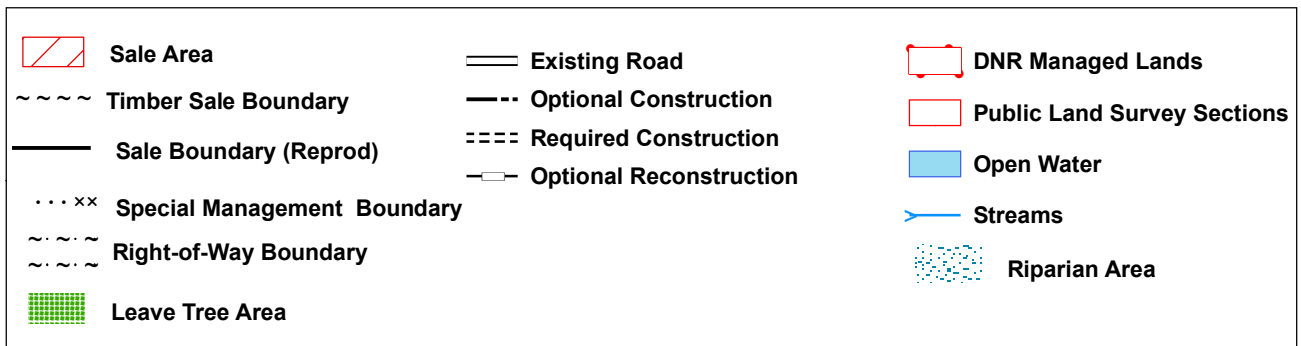 Sale Area
Timber Sale Boundary
Sale Boundary (Reprod)
Special Management Boundary
Right-of-Way Boundary
Leave Tree Area
Existing Road
Optional Construction
Required Construction
Optional Reconstruction
DNR Managed Lands
Public Land Survey Sections
Open Water
Streams
Riparian Area